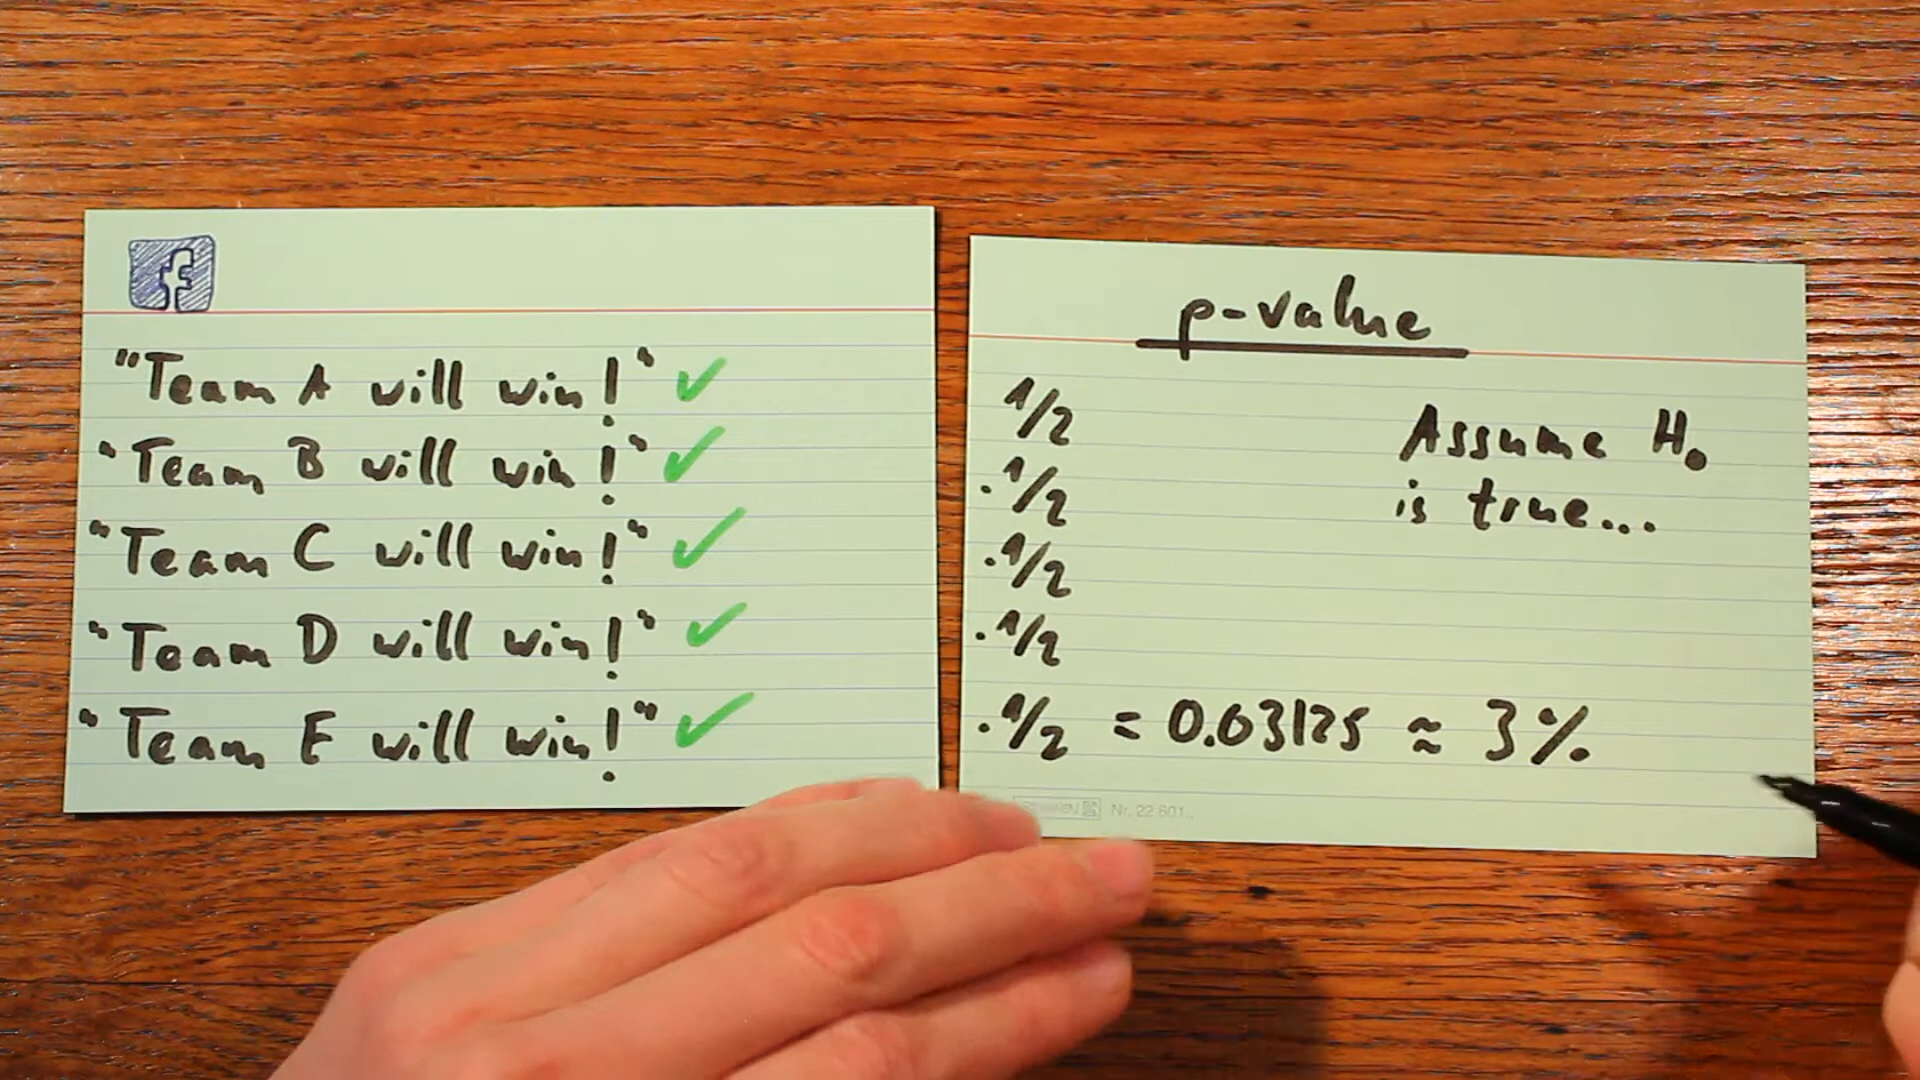 f
"Team A will win!"
"Team B will win!"
"Team C will win!"
"Team D will win!"
"Team E will win!"
p-value
1/2
Assume H₀
·1/2
is true...
·1/2
·1/2
·1/2 = 0.03125 ≈ 3%
Nr. 22 601